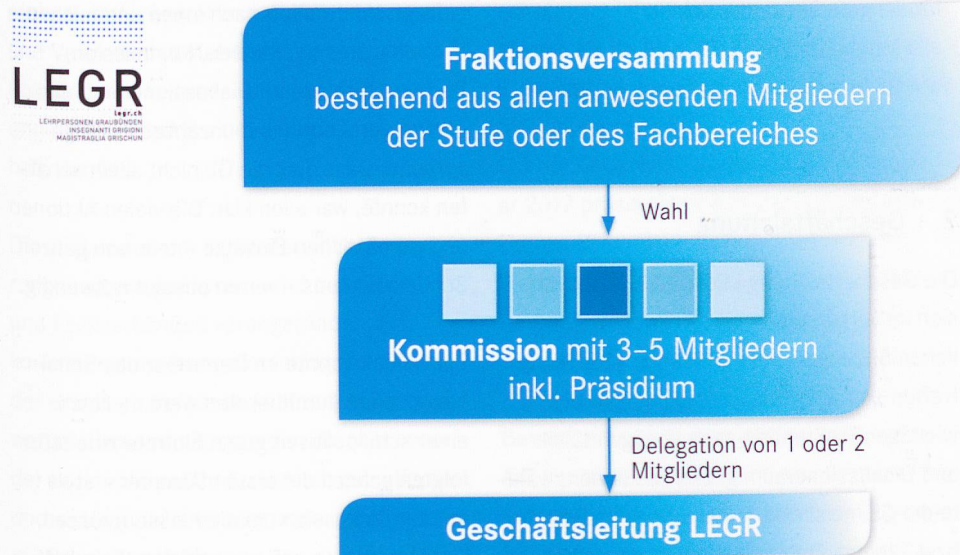 LEGR
legr.ch
LEHRPERSONEN GRAUBÜNDEN
INSEGNANTI GRIGIONI
MAGISTRAGLIA GRISCHUN
Fraktionsversammlung
bestehend aus allen anwesenden Mitgliedern
der Stufe oder des Fachbereiches
Wahl
Kommission mit 3–5 Mitgliedern
inkl. Präsidium
Delegation von 1 oder 2
Mitgliedern
Geschäftsleitung LEGR